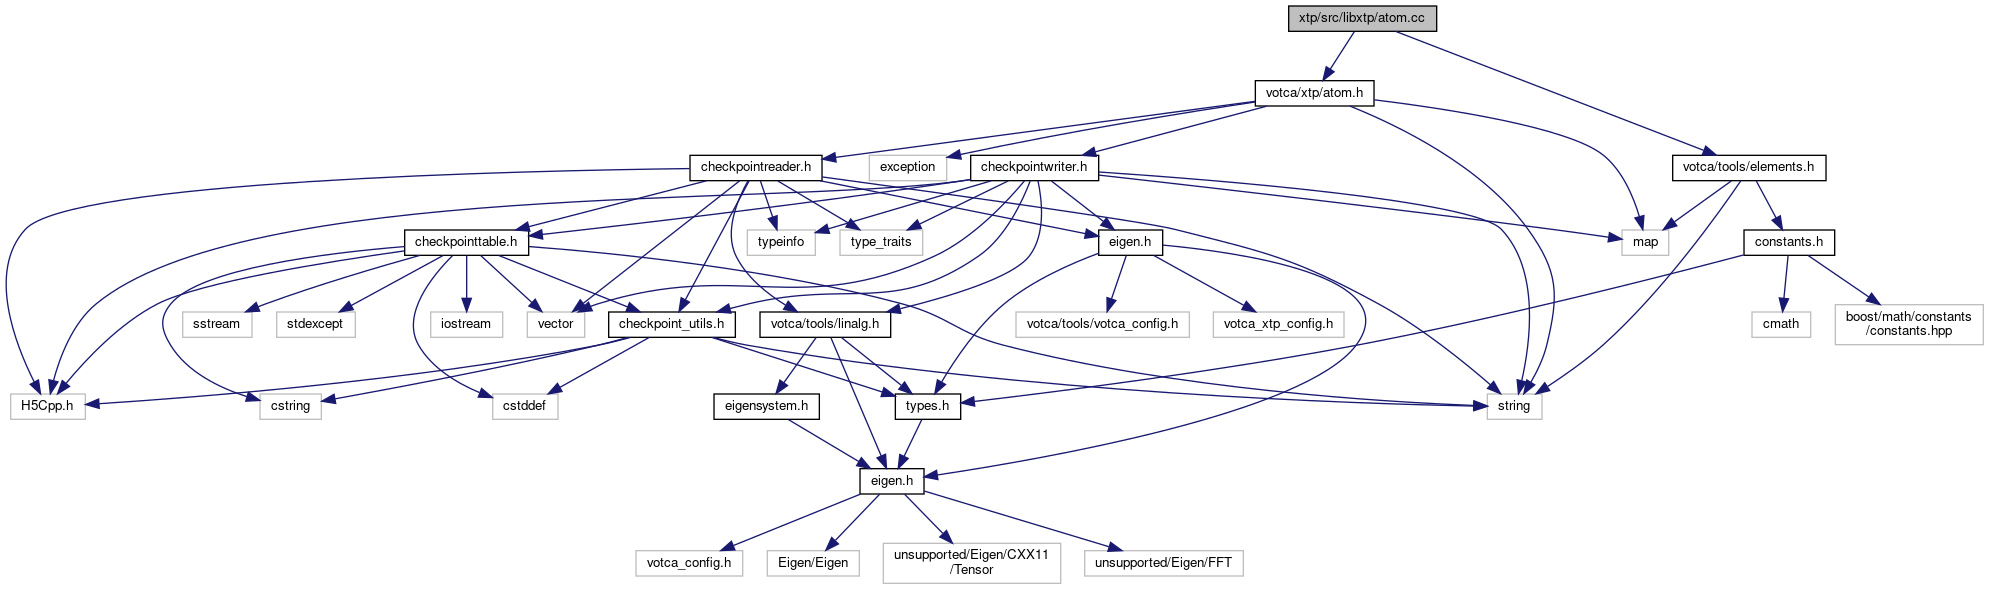 xtp/src/libxtp/atom.cc
votca/xtp/atom.h
checkpointreader.h
exception
checkpointwriter.h
votca/tools/elements.h
checkpointtable.h
typeinfo
type_traits
eigen.h
map
constants.h
sstream
stdexcept
iostream
vector
checkpoint_utils.h
votca/tools/linalg.h
votca/tools/votca_config.h
votca_xtp_config.h
cmath
boost/math/constants
/constants.hpp
H5Cpp.h
cstring
cstddef
eigensystem.h
types.h
string
eigen.h
votca_config.h
Eigen/Eigen
unsupported/Eigen/CXX11
/Tensor
unsupported/Eigen/FFT